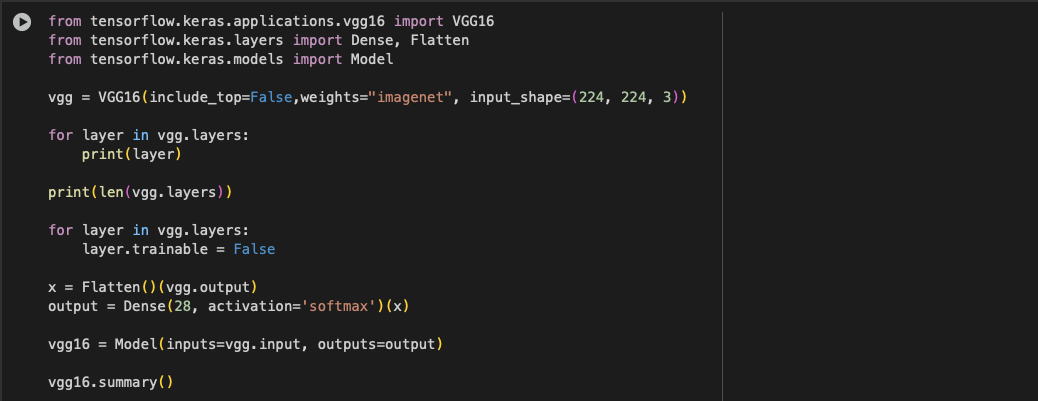 from tensorflow.keras.applications.vgg16 import VGG16
from tensorflow.keras.layers import Dense, Flatten
from tensorflow.keras.models import Model

vgg = VGG16(include_top=False,weights="imagenet", input_shape=(224, 224, 3))

for layer in vgg.layers:
    print(layer)

print(len(vgg.layers))

for layer in vgg.layers:
    layer.trainable = False

x = Flatten()(vgg.output)
output = Dense(28, activation='softmax')(x)

vgg16 = Model(inputs=vgg.input, outputs=output)

vgg16.summary()